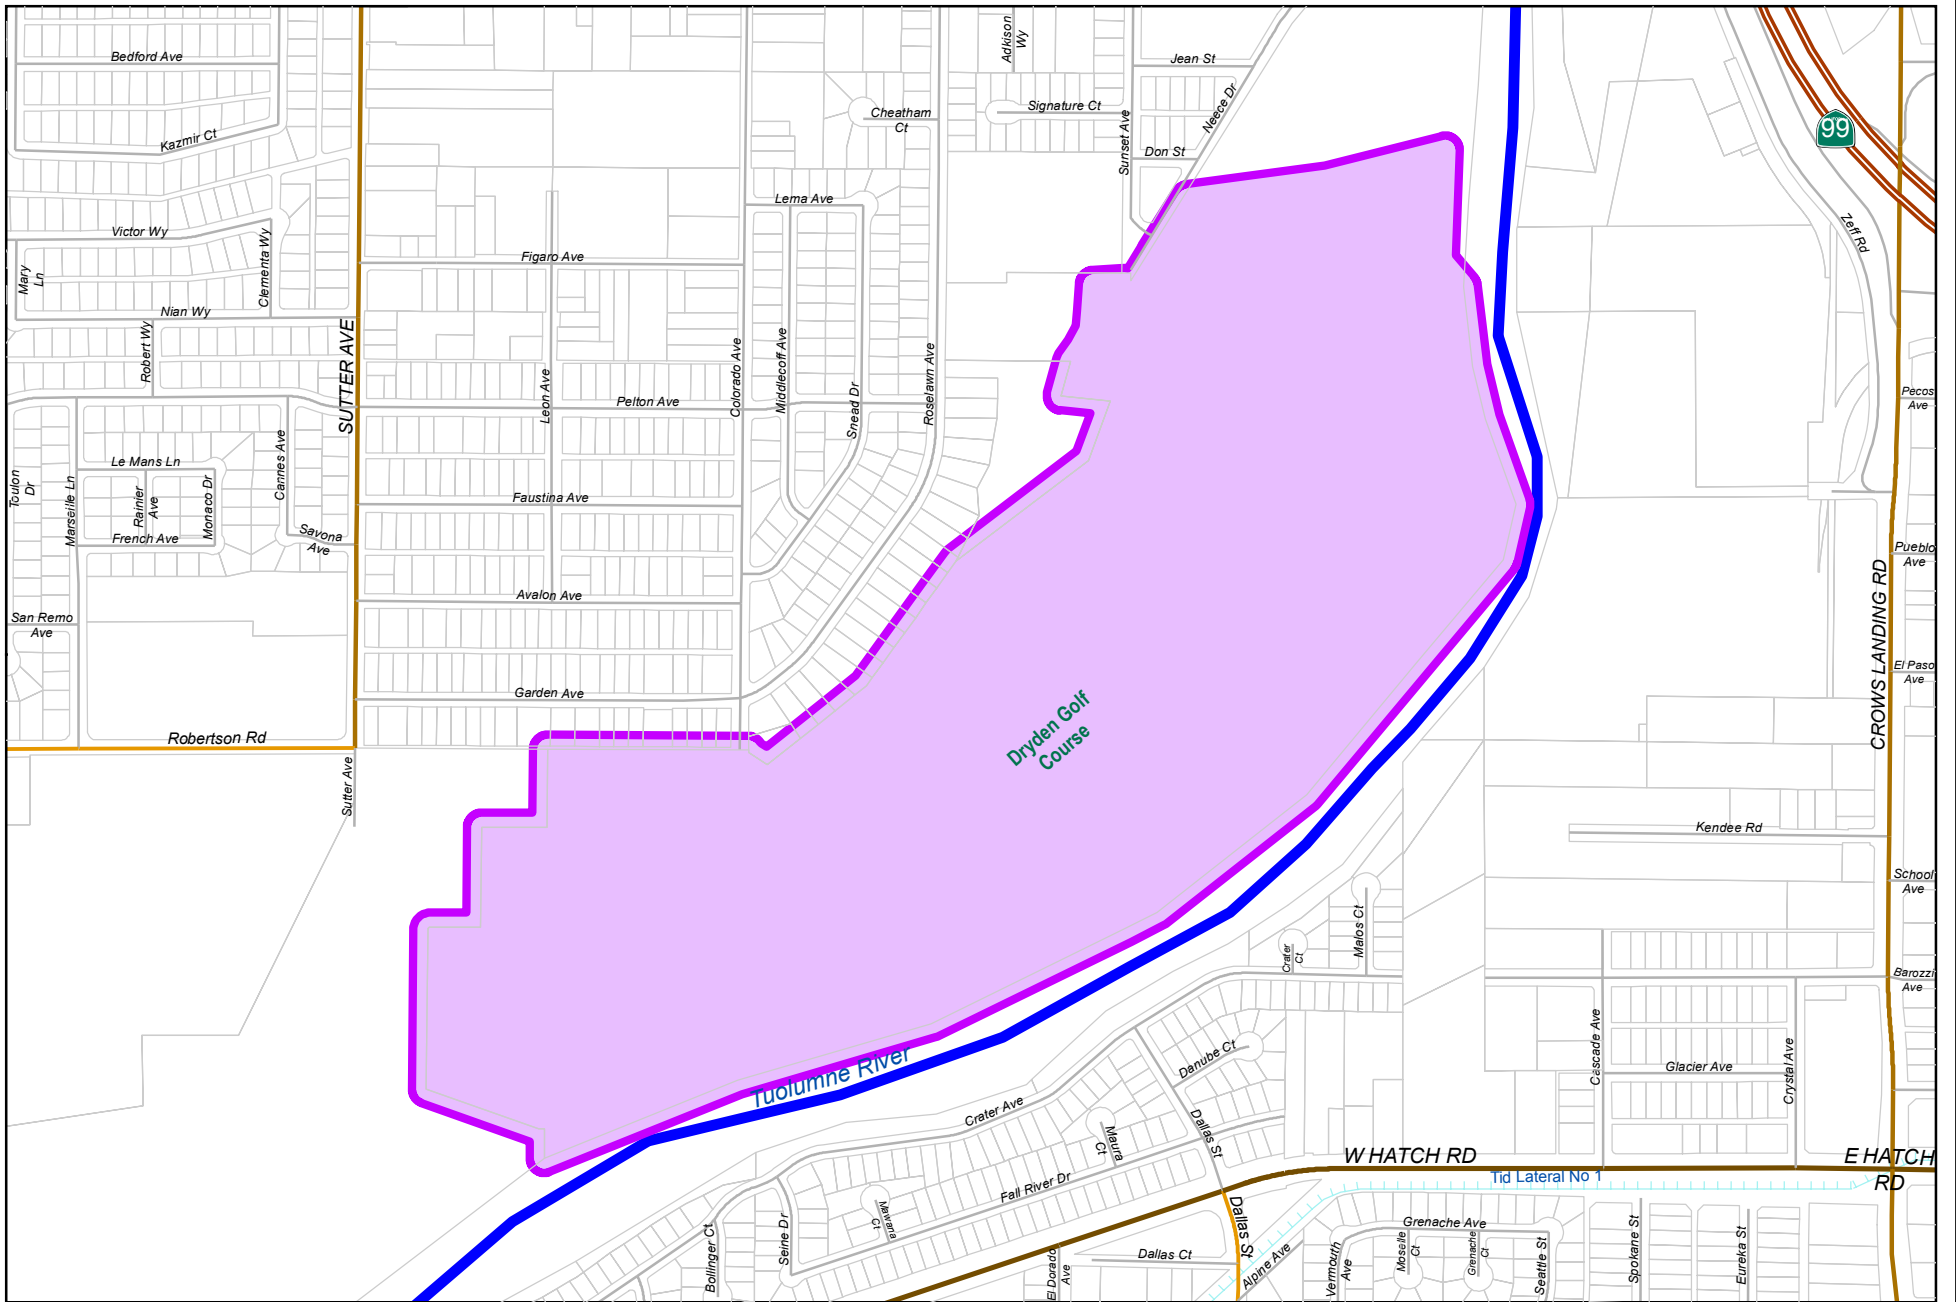 Bedford Ave
Kazmir Ct
Victor Wy
Mary
Ln
Clementa Wy
Nian Wy
Robert Wy
SUTTER AVE
Toulon
Dr
Marseille Ln
Le Mans Ln
Rainier
Ave
Monaco Dr
French Ave
Cannes Ave
Savona
Ave
San Remo
Ave
Robertson Rd
Sutter Ave
Figaro Ave
Leon Ave
Pelton Ave
Colorado Ave
Faustina Ave
Avalon Ave
Garden Ave
Lema Ave
Middlecoff Ave
Snead Dr
Roselawn Ave
Cheatham
Ct
Adkison
Wy
Signature Ct
Jean St
Sunset Ave
Neece Dr
Don St
99
Zeff Rd
Pecos
Ave
Pueblo
Ave
CROWS LANDING RD
El Paso
Ave
Dryden Golf
Course
Kendee Rd
School
Ave
Barozzi
Ave
Malos Ct
Crater
Ct
Cascade Ave
Glacier Ave
Crystal Ave
Tuolumne River
Danube Ct
Crater Ave
Maura
Ct
Dallas St
Fall River Dr
Mawana
Ct
Seine Dr
Bollinger Ct
W HATCH RD
E HATCH
RD
Tid Lateral No 1
Dallas St
Dallas Ct
El Dorado
Ave
Alpine Ave
Vermouth
Ave
Grenache Ave
Moselle
Ct
Grenache
Ct
Seattle St
Spokane St
Eureka St